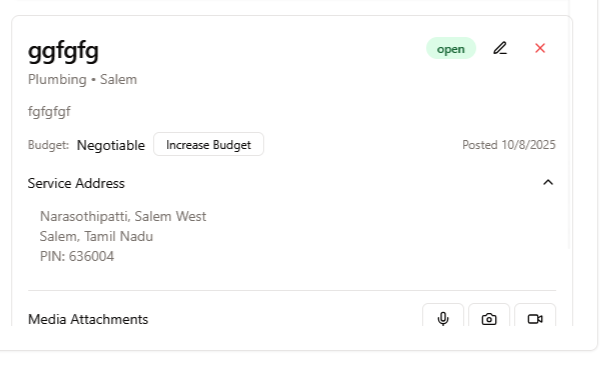 ggfgfg
open
Plumbing • Salem
fgfgfgf
Budget: Negotiable Increase Budget Posted 10/8/2025
Service Address
Narasothipatti, Salem West
Salem, Tamil Nadu
PIN: 636004
Media Attachments